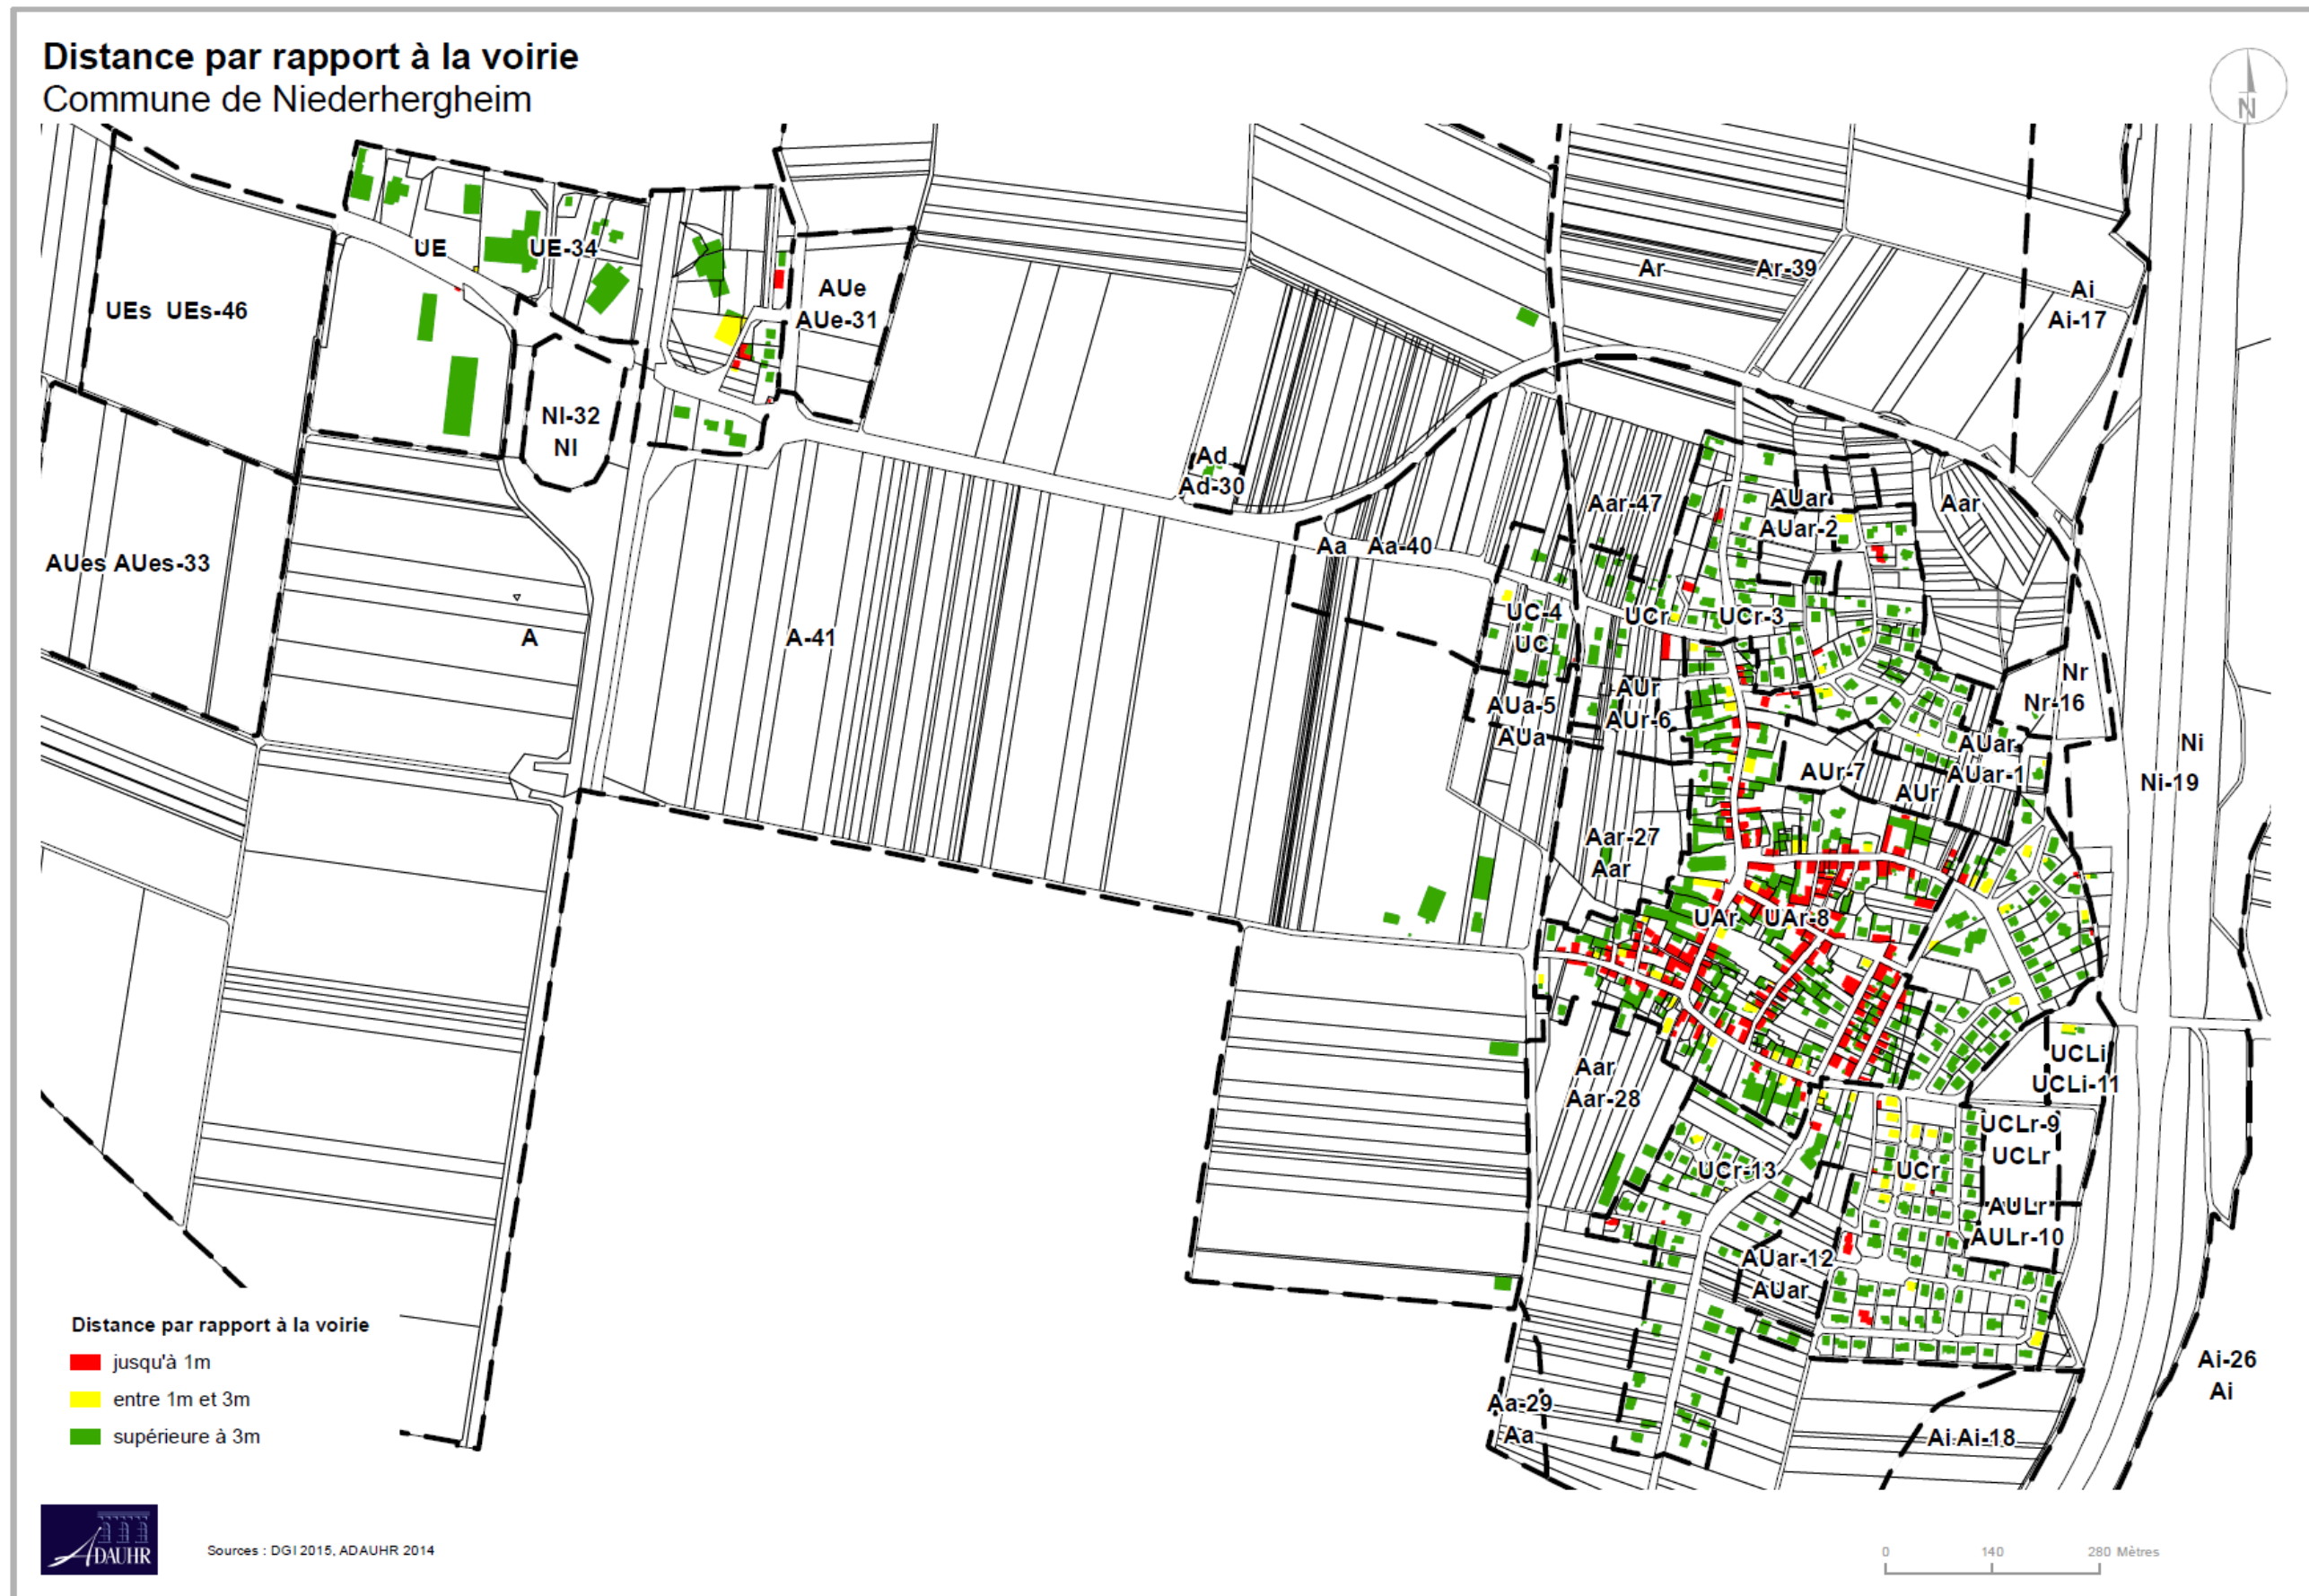 Distance par rapport à la voirie
Commune de Niederhergheim
N
UE
UE-34
UEs UEs-46
AUe
AUe-31
NI-32
NI
AUes AUes-33
A
A-41
Ad
Ad-30
Aa Aa-40
Ar
Ar-39
Ai
Ai-17
Aar-47
AUar
AUar-2
Aar
UC-4
UC
UCr
UCr-3
AUa-5
AUa
AUr
AUr-6
Nr
Nr-16
AUar
AUar-1
AUr-7
AUr
Ni
Ni-19
Aar-27
Aar
UAr
UAr-8
Aar
Aar-28
UCLi
UCLi-11
UCLr-9
UCLr
UCr-13
UCr
AULr
AULr-10
AUar-12
AUar
Aa-29
Aa
Ai Ai-18
Ai-26
Ai
Distance par rapport à la voirie
jusqu'à 1m
entre 1m et 3m
supérieure à 3m
ADAUHR
Sources : DGI 2015, ADAUHR 2014
0 140 280 Mètres